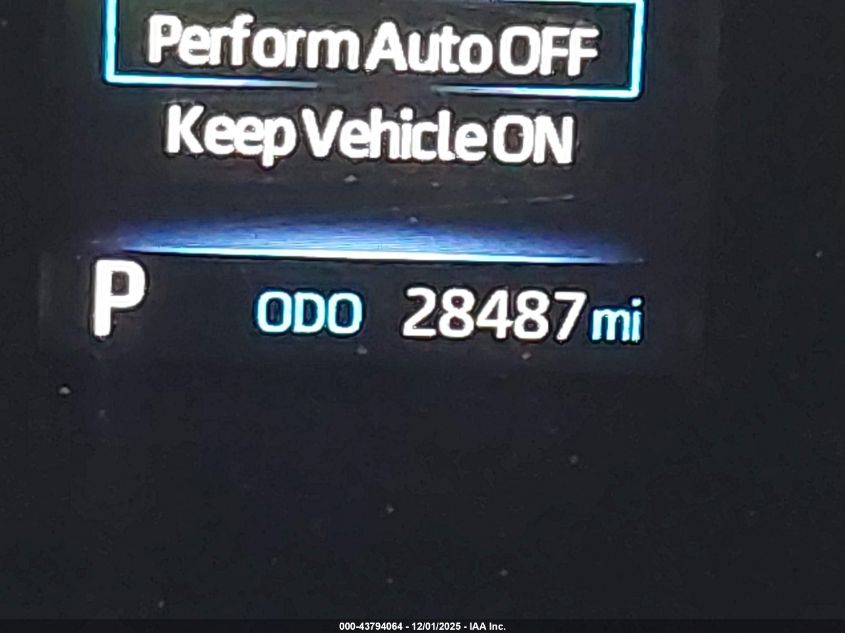 Perform Auto OFF
Keep Vehicle ON
P ODO 28487 mi
000-43794064 - 12/01/2025 - IAA Inc.